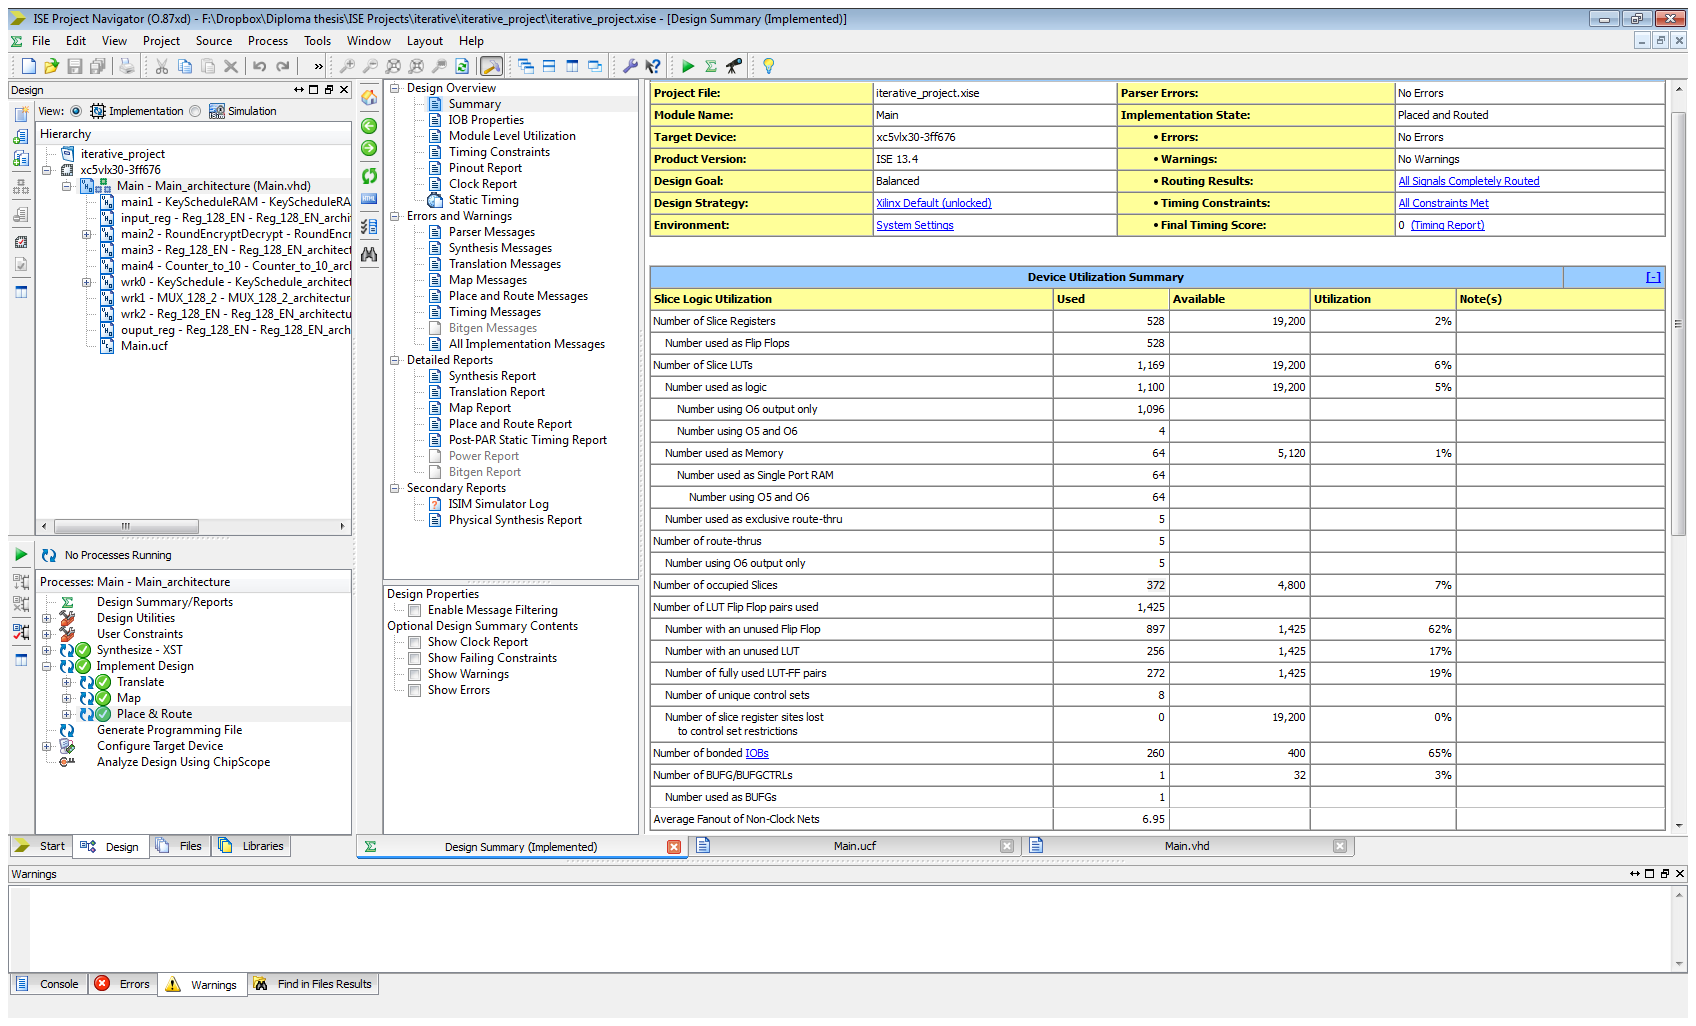 ISE Project Navigator (O.87xd) - F:\Dropbox\Diploma thesis\ISE Projects\iterative\iterative_project\iterative_project.xise - [Design Summary (Implemented)]
File Edit View Project Source Process Tools Window Layout Help
Design
View: Implementation Simulation
Hierarchy
iterative_project
xc5vlx30-3ff676
Main - Main_architecture (Main.vhd)
main1 - KeyScheduleRAM - KeyScheduleRA
input_reg - Reg_128_EN - Reg_128_EN_archi
main2 - RoundEncryptDecrypt - RoundEncr
main3 - Reg_128_EN - Reg_128_EN_architect
main4 - Counter_to_10 - Counter_to_10_arcl
wrk0 - KeySchedule - KeySchedule_architec
wrk1 - MUX_128_2 - MUX_128_2_architectur
wrk2 - Reg_128_EN - Reg_128_EN_architectu
ouput_reg - Reg_128_EN - Reg_128_EN_arch
Main.ucf
No Processes Running
Processes: Main - Main_architecture
Design Summary/Reports
Design Utilities
User Constraints
Synthesize - XST
Implement Design
Translate
Map
Place & Route
Generate Programming File
Configure Target Device
Analyze Design Using ChipScope
Start Design Files Libraries
Design Overview
Summary
IOB Properties
Module Level Utilization
Timing Constraints
Pinout Report
Clock Report
Static Timing
Errors and Warnings
Parser Messages
Synthesis Messages
Translation Messages
Map Messages
Place and Route Messages
Timing Messages
Bitgen Messages
All Implementation Messages
Detailed Reports
Synthesis Report
Translation Report
Map Report
Place and Route Report
Post-PAR Static Timing Report
Power Report
Bitgen Report
Secondary Reports
ISIM Simulator Log
Physical Synthesis Report
Design Properties
Enable Message Filtering
Optional Design Summary Contents
Show Clock Report
Show Failing Constraints
Show Warnings
Show Errors
Project File: iterative_project.xise Parser Errors: No Errors
Module Name: Main Implementation State: Placed and Routed
Target Device: xc5vlx30-3ff676 • Errors: No Errors
Product Version: ISE 13.4 • Warnings: No Warnings
Design Goal: Balanced • Routing Results: All Signals Completely Routed
Design Strategy: Xilinx Default (unlocked) • Timing Constraints: All Constraints Met
Environment: System Settings • Final Timing Score: 0 (Timing Report)
Device Utilization Summary [-]
Slice Logic Utilization Used Available Utilization Note(s)
Number of Slice Registers 528 19,200 2%
Number used as Flip Flops 528
Number of Slice LUTs 1,169 19,200 6%
Number used as logic 1,100 19,200 5%
Number using O6 output only 1,096
Number using O5 and O6 4
Number used as Memory 64 5,120 1%
Number used as Single Port RAM 64
Number using O5 and O6 64
Number used as exclusive route-thru 5
Number of route-thrus 5
Number using O6 output only 5
Number of occupied Slices 372 4,800 7%
Number of LUT Flip Flop pairs used 1,425
Number with an unused Flip Flop 897 1,425 62%
Number with an unused LUT 256 1,425 17%
Number of fully used LUT-FF pairs 272 1,425 19%
Number of unique control sets 8
Number of slice register sites lost 0 19,200 0%
to control set restrictions
Number of bonded IOBs 260 400 65%
Number of BUFG/BUFGCTRLs 1 32 3%
Number used as BUFGs 1
Average Fanout of Non-Clock Nets 6.95
Design Summary (Implemented) Main.ucf Main.vhd
Warnings
Console Errors Warnings Find in Files Results